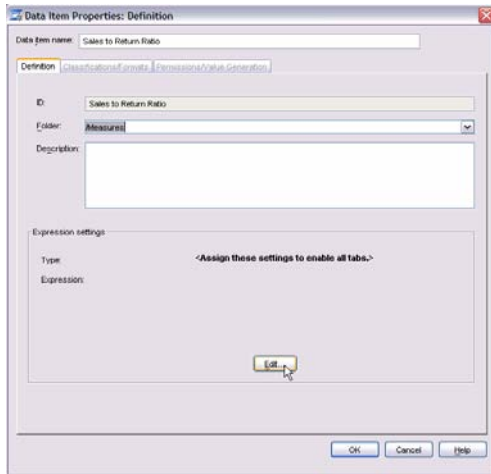 Data Item Properties: Definition
Data item name: Sales to Return Ratio
Definition Classifications/Formats Permissions/Value Generation
ID: Sales to Return Ratio
Folder: /Measures
Description:
Expression settings
Type: <Assign these settings to enable all tabs.>
Expression:
Edit...
OK Cancel Help